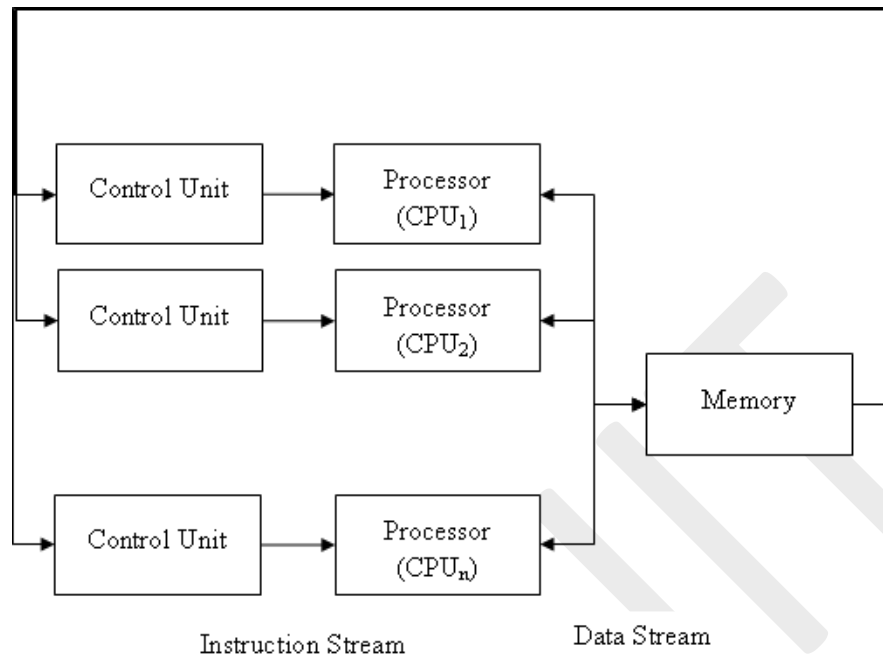 Control Unit
Processor
(CPU₁)
Control Unit
Processor
(CPU₂)
Memory
Control Unit
Processor
(CPUₙ)
Instruction Stream
Data Stream